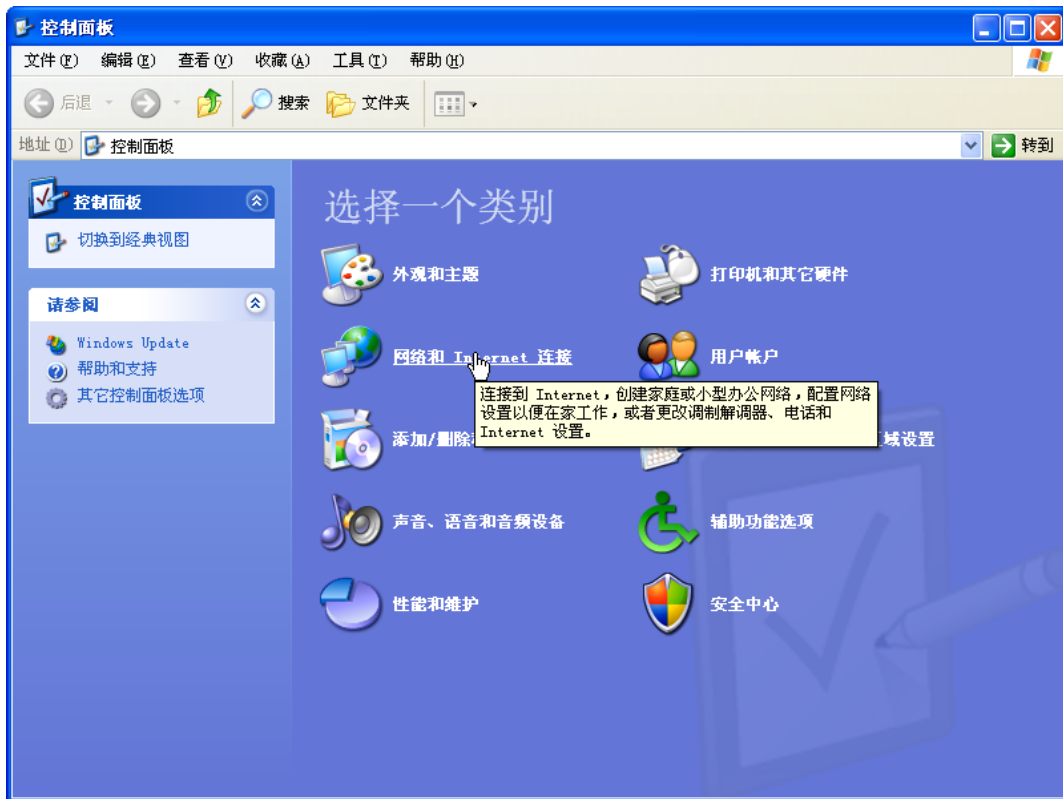 控制面板
文件(F) 编辑(E) 查看(V) 收藏(A) 工具(T) 帮助(H)
后退 搜索 文件夹
地址(D) 控制面板 转到
控制面板
切换到经典视图
请参阅
Windows Update
帮助和支持
其它控制面板选项
选择一个类别
外观和主题
打印机和其它硬件
网络和 Internet 连接
用户帐户
连接到 Internet，创建家庭或小型办公网络，配置网络
设置以便在家工作，或者更改调制解调器、电话和
Internet 设置。
添加/删除
域设置
声音、语音和音频设备
辅助功能选项
性能和维护
安全中心